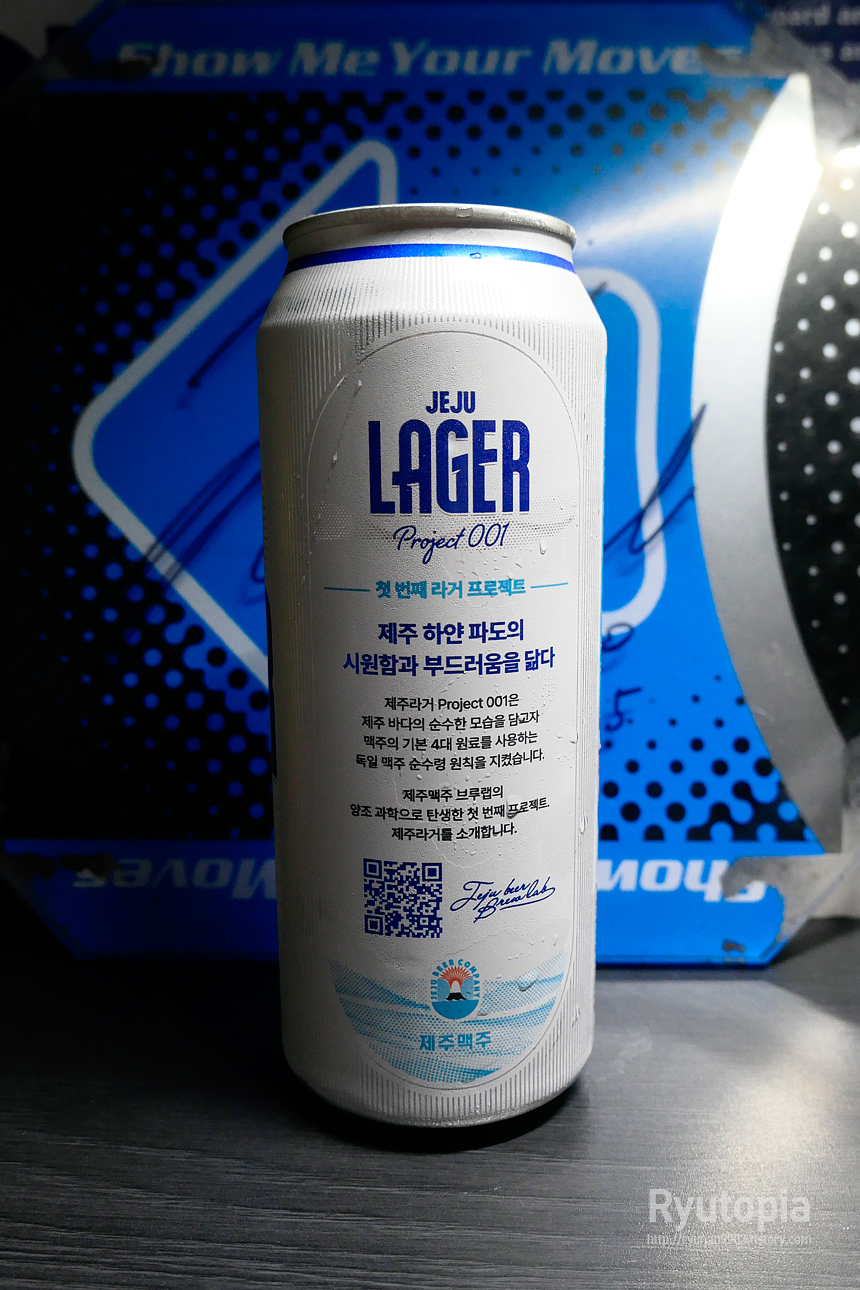 Show Me Your Moves
JEJU
LAGER
Project 001
첫 번째 라거 프로젝트
제주 하얀 파도의
시원함과 부드러움을 닮다
제주라거 Project 001은
제주 바다의 순수한 모습을 담고자
맥주의 기본 4대 원료를 사용하는
독일 맥주 순수령 원칙을 지켰습니다.
제주맥주 브루랩의
양조 과학으로 탄생한 첫 번째 프로젝트.
제주라거를 소개합니다.
Jeju beer
Brew lab
JEJU BEER COMPANY
제주맥주
Show
Moves
Ryutopia